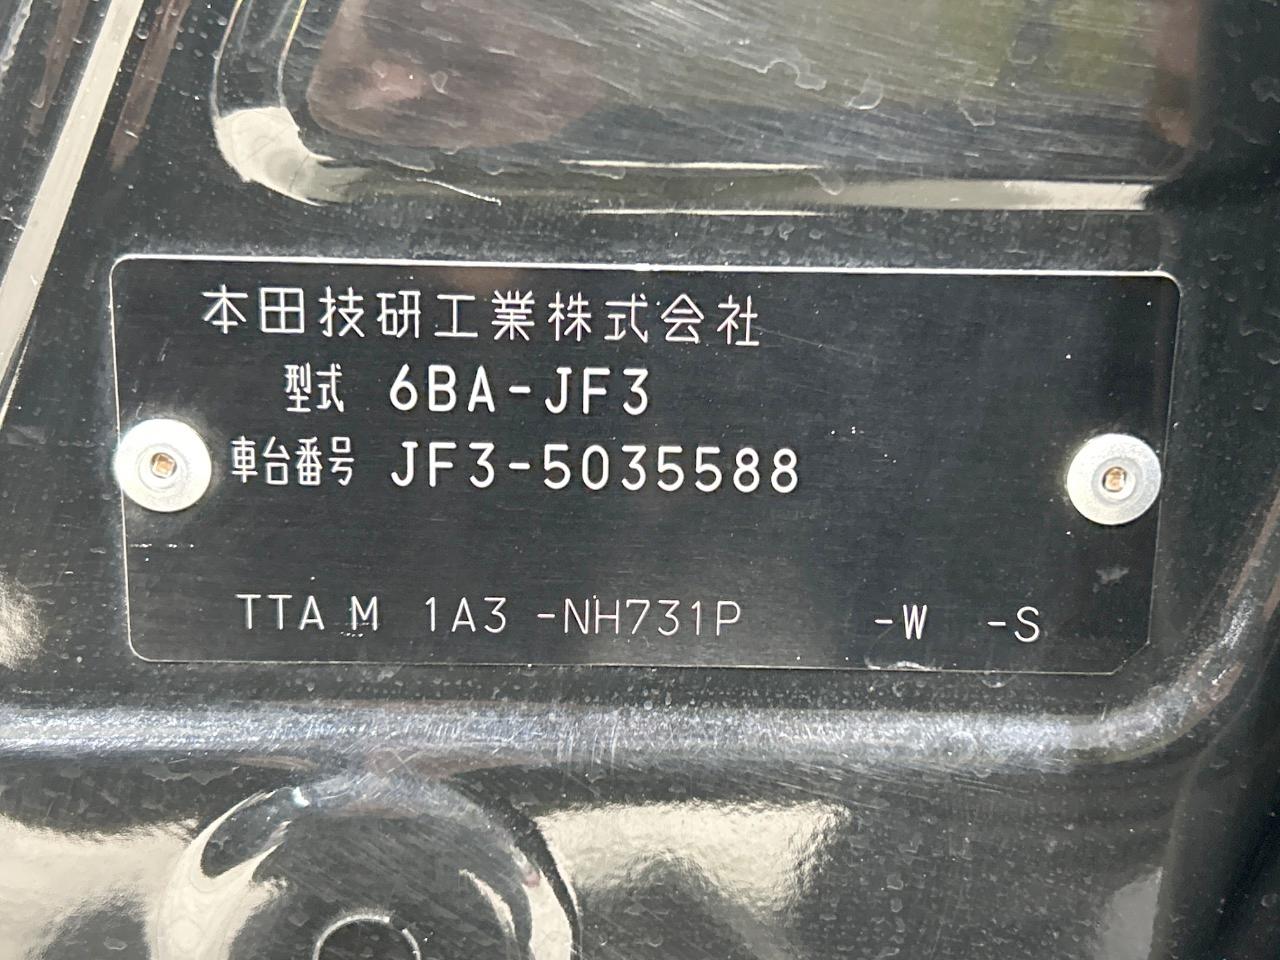 本田技研工業株式会社
型式 6BA-JF3
車台番号 JF3-5035588
TTA M 1A3 -NH731P -W -S